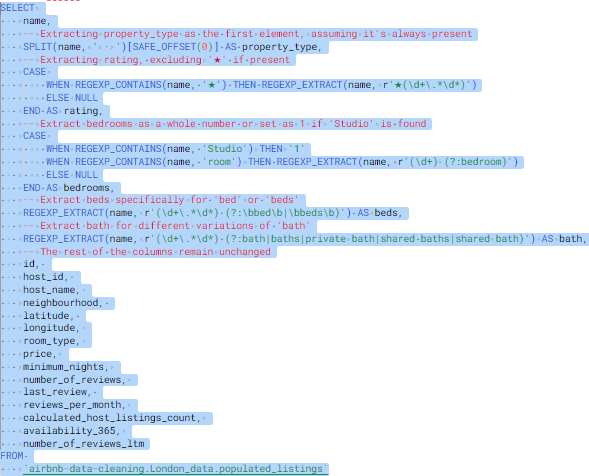 SELECT
name,
-- Extracting property_type as the first element, assuming it's always present
SPLIT(name, ' · ')[SAFE_OFFSET(0)] AS property_type,
-- Extracting rating, excluding '★' if present
CASE
WHEN REGEXP_CONTAINS(name, '★') THEN REGEXP_EXTRACT(name, r'★(\d+\.*\d*)')
ELSE NULL
END AS rating,
-- Extract bedrooms as a whole number or set as 1 if 'Studio' is found
CASE
WHEN REGEXP_CONTAINS(name, 'Studio') THEN '1'
WHEN REGEXP_CONTAINS(name, 'room') THEN REGEXP_EXTRACT(name, r'(\d+) (?:bedroom)')
ELSE NULL
END AS bedrooms,
-- Extract beds specifically for 'bed' or 'beds'
REGEXP_EXTRACT(name, r'(\d+\.*\d*) (?:\bbed\b|\bbeds\b)') AS beds,
-- Extract bath for different variations of 'bath'
REGEXP_EXTRACT(name, r'(\d+\.*\d*) (?:bath|baths|private bath|shared baths|shared bath)') AS bath,
-- The rest of the columns remain unchanged
id,
host_id,
host_name,
neighbourhood,
latitude,
longitude,
room_type,
price,
minimum_nights,
number_of_reviews,
last_review,
reviews_per_month,
calculated_host_listings_count,
availability_365,
number_of_reviews_ltm
FROM
`airbnb-data-cleaning.London_data.populated_listings`